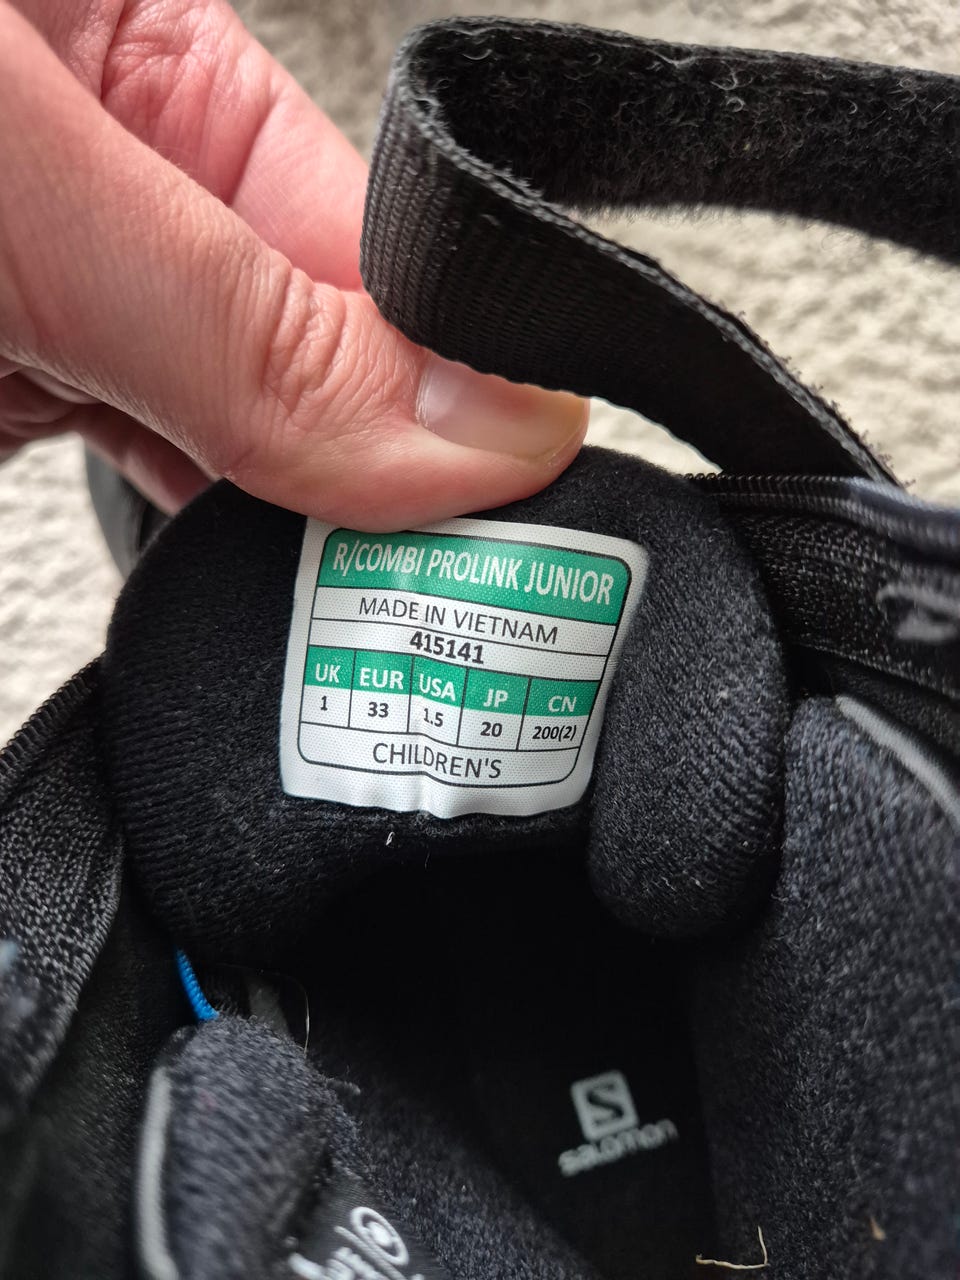 R/COMBI PROLINK JUNIOR
MADE IN VIETNAM
415141
UK EUR USA JP CN
1 33 1.5 20 200(2)
CHILDREN'S
S
salomon